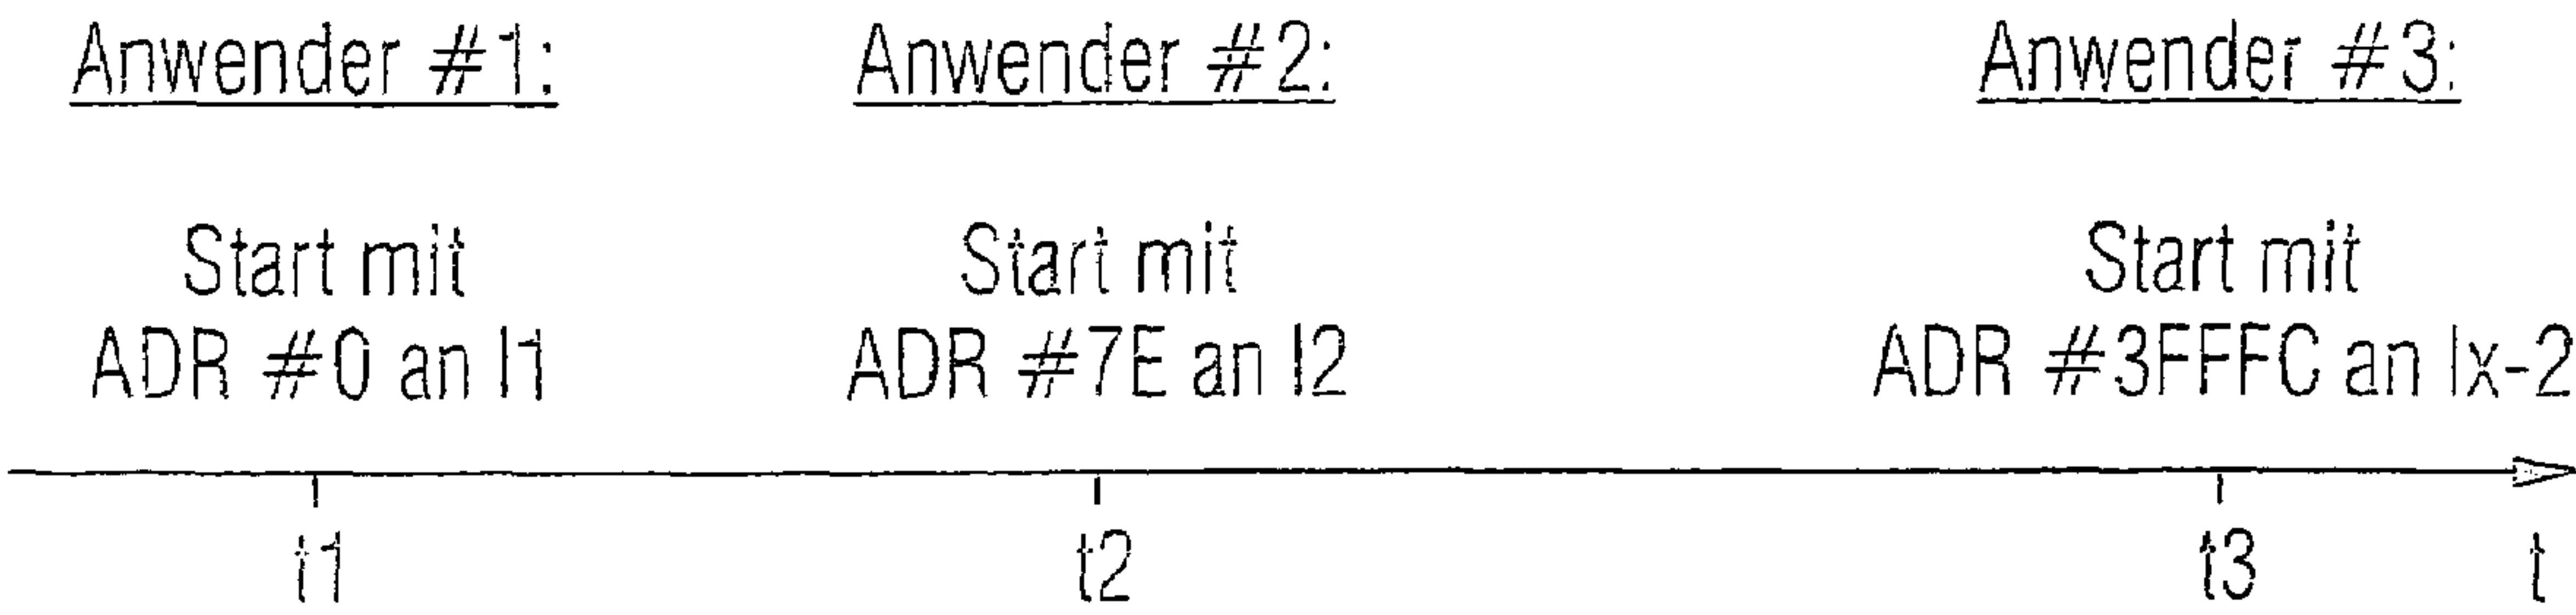 Anwender #1:
Anwender #2:
Anwender #3:
Start mit
ADR #0 an I1
Start mit
ADR #7E an I2
Start mit
ADR #3FFFC an Ix-2
t1
t2
t3
t